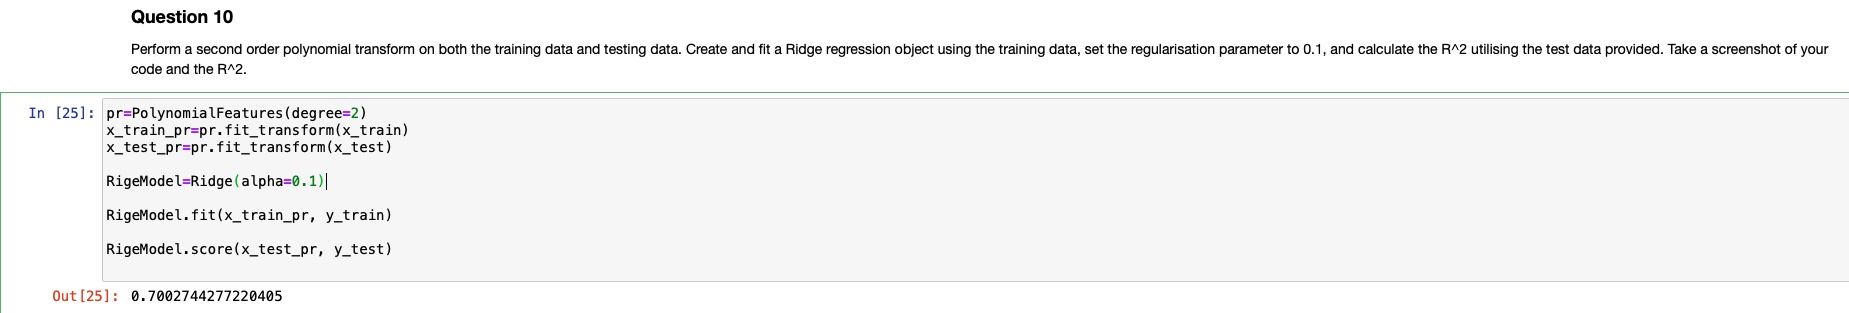 Question 10
Perform a second order polynomial transform on both the training data and testing data. Create and fit a Ridge regression object using the training data, set the regularisation parameter to 0.1, and calculate the R^2 utilising the test data provided. Take a screenshot of your
code and the R^2.
In [25]: pr=PolynomialFeatures(degree=2)
x_train_pr=pr.fit_transform(x_train)
x_test_pr=pr.fit_transform(x_test)
RigeModel=Ridge(alpha=0.1)
RigeModel.fit(x_train_pr, y_train)
RigeModel.score(x_test_pr, y_test)
Out[25]: 0.7002744277220405